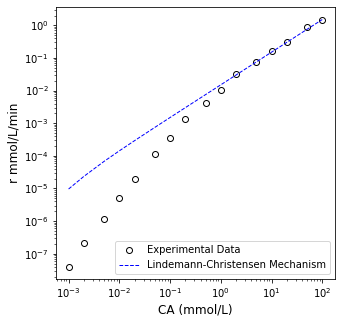 10⁰
10⁻¹
10⁻²
10⁻³
10⁻⁴
10⁻⁵
10⁻⁶
10⁻⁷
r mmol/L/min
Experimental Data
Lindemann-Christensen Mechanism
10⁻³ 10⁻² 10⁻¹ 10⁰ 10¹ 10²
CA (mmol/L)